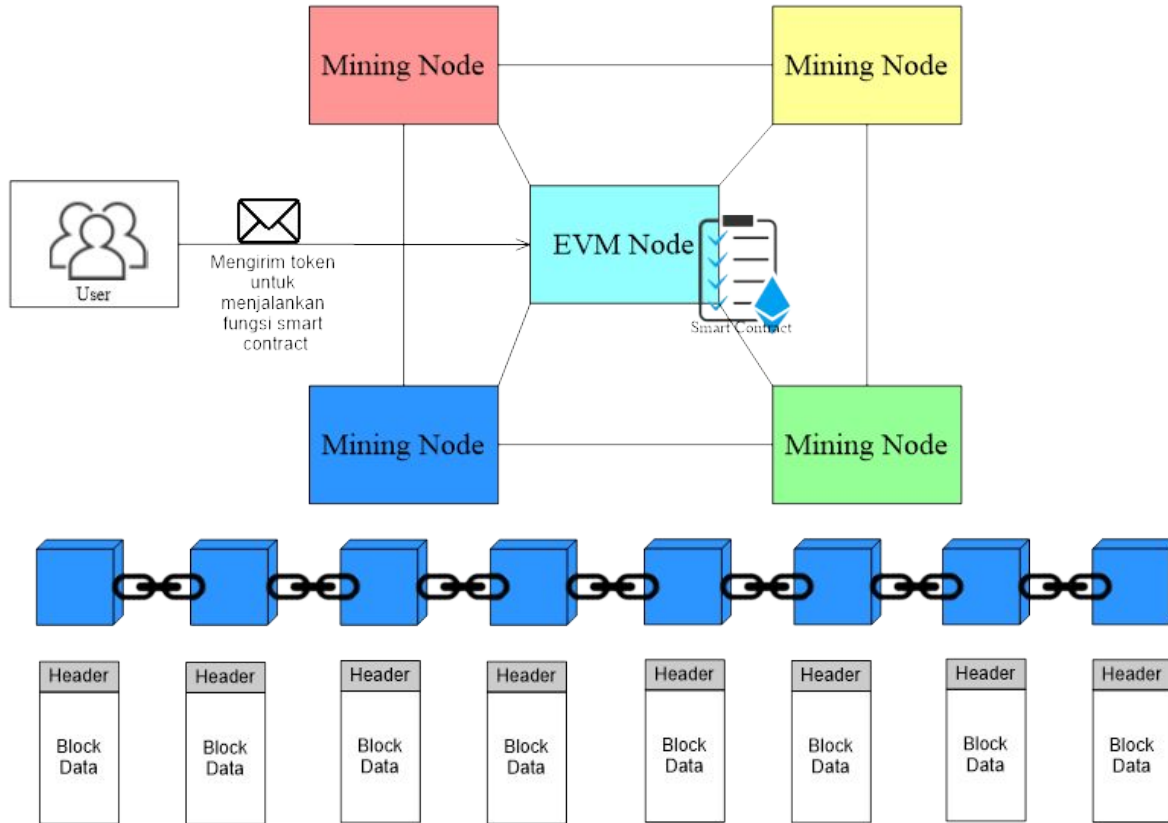 Mining Node
Mining Node
User
Mengirim token
untuk
menjalankan
fungsi smart
contract
EVM Node
Smart Contract
Mining Node
Mining Node
Header
Header
Header
Header
Header
Header
Header
Header
Block
Data
Block
Data
Block
Data
Block
Data
Block
Data
Block
Data
Block
Data
Block
Data